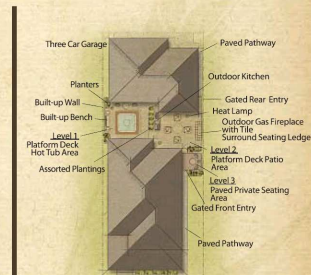 Three Car Garage
Planters
Built-up Wall
Built-up Bench
Level 1
Platform Deck
Hot Tub Area
Assorted Plantings
Paved Pathway
Outdoor Kitchen
Gated Rear Entry
Heat Lamp
Outdoor Gas Fireplace
with Tile
Surround Seating Ledge
Level 2
Platform Deck Patio
Area
Level 3
Paved Private Seating
Area
Gated Front Entry
Paved Pathway